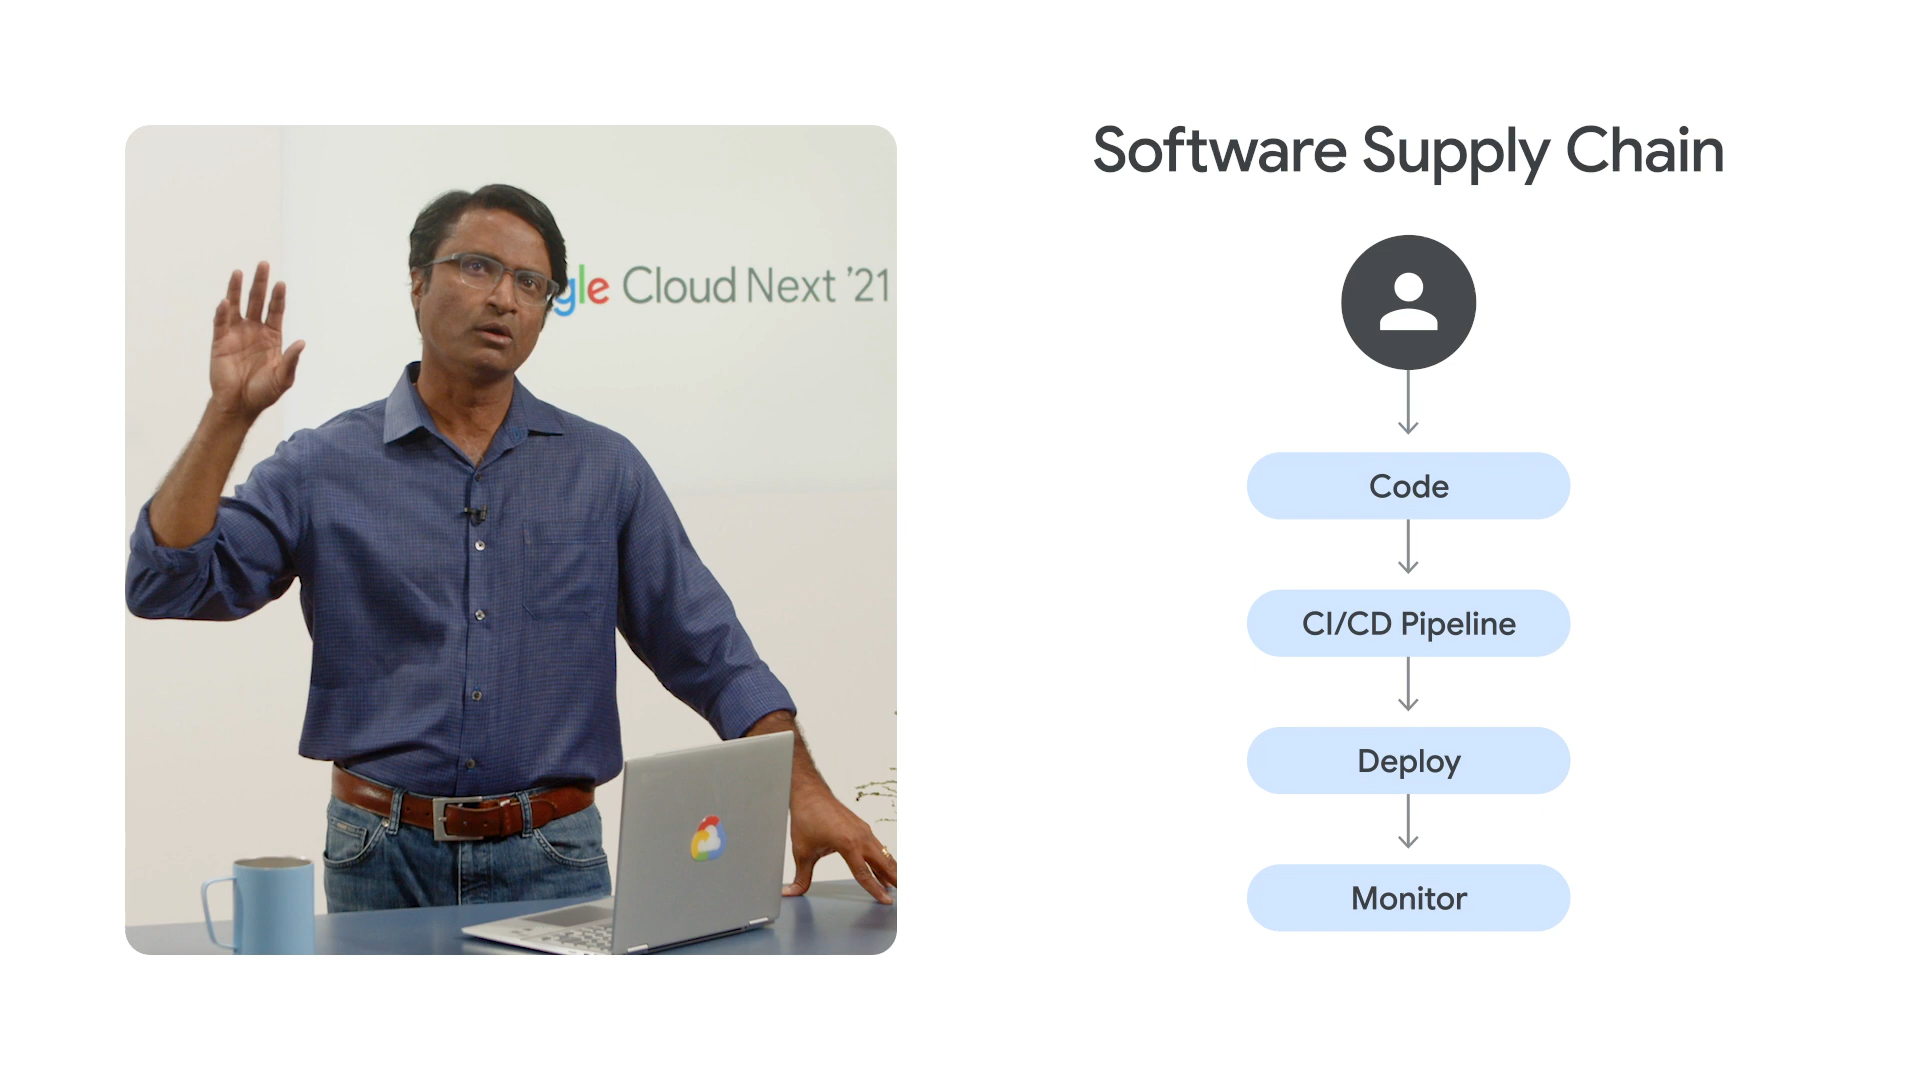 gle Cloud Next '21
Software Supply Chain
Code
CI/CD Pipeline
Deploy
Monitor